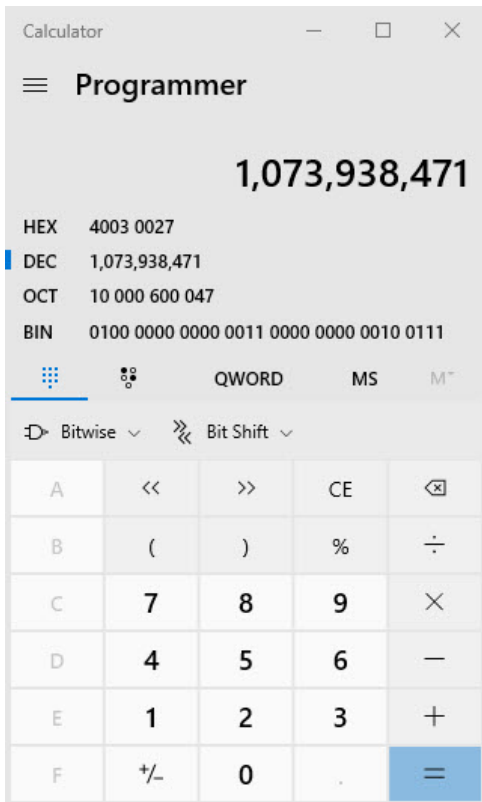 Calculator
Programmer
1,073,938,471
HEX 4003 0027
DEC 1,073,938,471
OCT 10 000 600 047
BIN 0100 0000 0000 0011 0000 0000 0010 0111
QWORD MS M˅
Bitwise Bit Shift
A << >> CE
B ( ) % ÷
C 7 8 9 ×
D 4 5 6 −
E 1 2 3 +
F +/− 0 . =